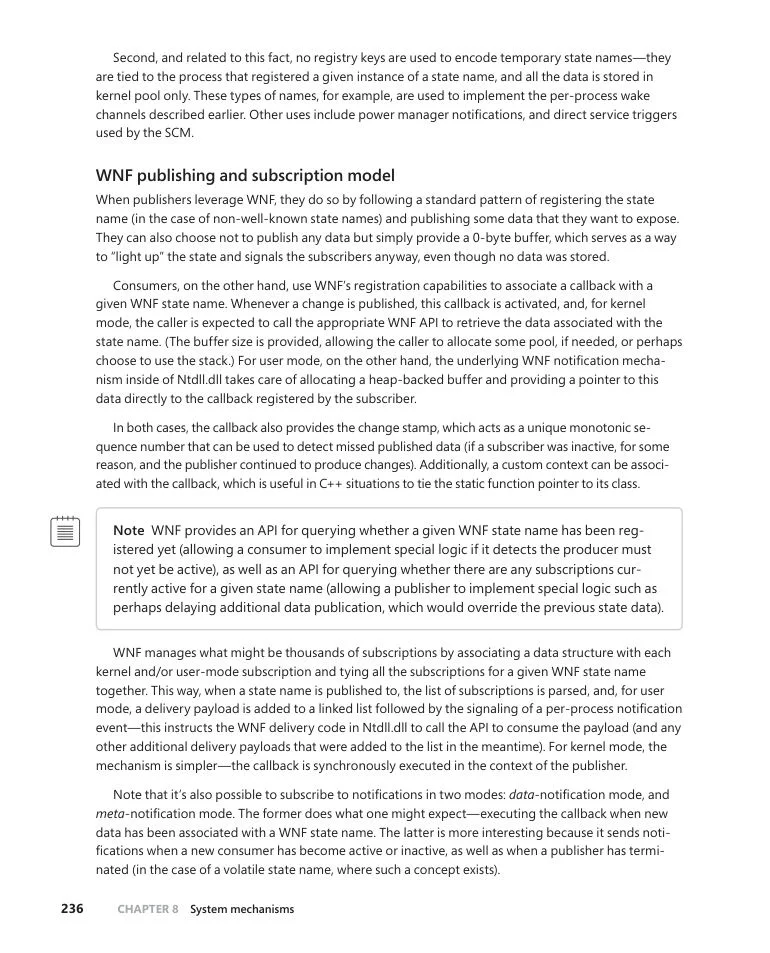 Second, and related to this fact, no registry keys are used to encode temporary state names—they
are tied to the process that registered a given instance of a state name, and all the data is stored in
kernel pool only. These types of names, for example, are used to implement the per-process wake
channels described earlier. Other uses include power manager notifications, and direct service triggers
used by the SCM.
WNF publishing and subscription model
When publishers leverage WNF, they do so by following a standard pattern of registering the state
name (in the case of non-well-known state names) and publishing some data that they want to expose.
They can also choose not to publish any data but simply provide a 0-byte buffer, which serves as a way
to “light up” the state and signals the subscribers anyway, even though no data was stored.
Consumers, on the other hand, use WNF’s registration capabilities to associate a callback with a
given WNF state name. Whenever a change is published, this callback is activated, and, for kernel
mode, the caller is expected to call the appropriate WNF API to retrieve the data associated with the
state name. (The buffer size is provided, allowing the caller to allocate some pool, if needed, or perhaps
choose to use the stack.) For user mode, on the other hand, the underlying WNF notification mecha-
nism inside of Ntdll.dll takes care of allocating a heap-backed buffer and providing a pointer to this
data directly to the callback registered by the subscriber.
In both cases, the callback also provides the change stamp, which acts as a unique monotonic se-
quence number that can be used to detect missed published data (if a subscriber was inactive, for some
reason, and the publisher continued to produce changes). Additionally, a custom context can be associ-
ated with the callback, which is useful in C++ situations to tie the static function pointer to its class.
Note WNF provides an API for querying whether a given WNF state name has been reg-
istered yet (allowing a consumer to implement special logic if it detects the producer must
not yet be active), as well as an API for querying whether there are any subscriptions cur-
rently active for a given state name (allowing a publisher to implement special logic such as
perhaps delaying additional data publication, which would override the previous state data).
WNF manages what might be thousands of subscriptions by associating a data structure with each
kernel and/or user-mode subscription and tying all the subscriptions for a given WNF state name
together. This way, when a state name is published to, the list of subscriptions is parsed, and, for user
mode, a delivery payload is added to a linked list followed by the signaling of a per-process notification
event—this instructs the WNF delivery code in Ntdll.dll to call the API to consume the payload (and any
other additional delivery payloads that were added to the list in the meantime). For kernel mode, the
mechanism is simpler—the callback is synchronously executed in the context of the publisher.
Note that it’s also possible to subscribe to notifications in two modes: data-notification mode, and
meta-notification mode. The former does what one might expect—executing the callback when new
data has been associated with a WNF state name. The latter is more interesting because it sends noti-
fications when a new consumer has become active or inactive, as well as when a publisher has termi-
nated (in the case of a volatile state name, where such a concept exists).
236 CHAPTER 8 System mechanisms